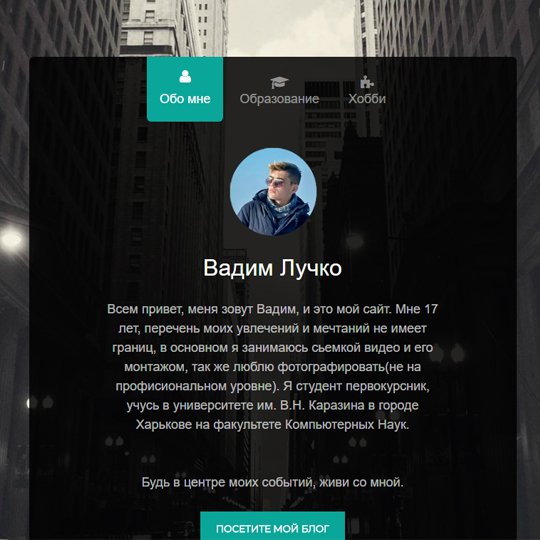 Обо мне
Образование
Хобби
Вадим Лучко
Всем привет, меня зовут Вадим, и это мой сайт. Мне 17
лет, перечень моих увлечений и мечтаний не имеет
границ, в основном я занимаюсь сьемкой видео и его
монтажом, так же люблю фотографировать(не на
профисиональном уровне). Я студент первокурсник,
учусь в университете им. В.Н. Каразина в городе
Харькове на факультете Компьютерных Наук.
Будь в центре моих событий, живи со мной.
ПОСЕТИТЕ МОЙ БЛОГ